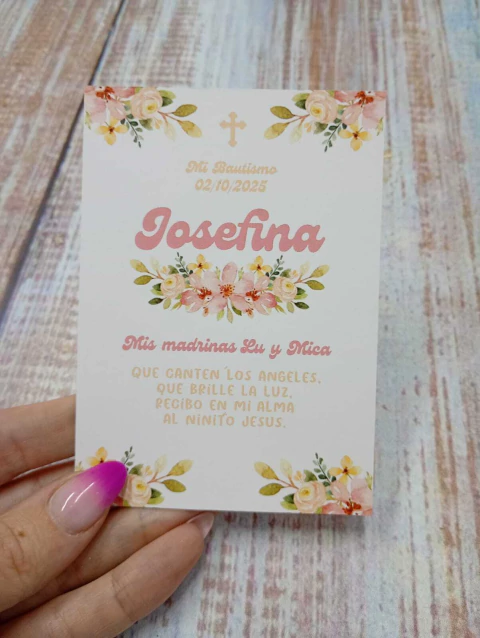 Mi Bautismo
02/10/2025
Josefina
Mis madrinas Lu y Mica
QUE CANTEN LOS ANGELES,
QUE BRILLE LA LUZ,
RECIBO EN MI ALMA
AL NIÑITO JESUS.